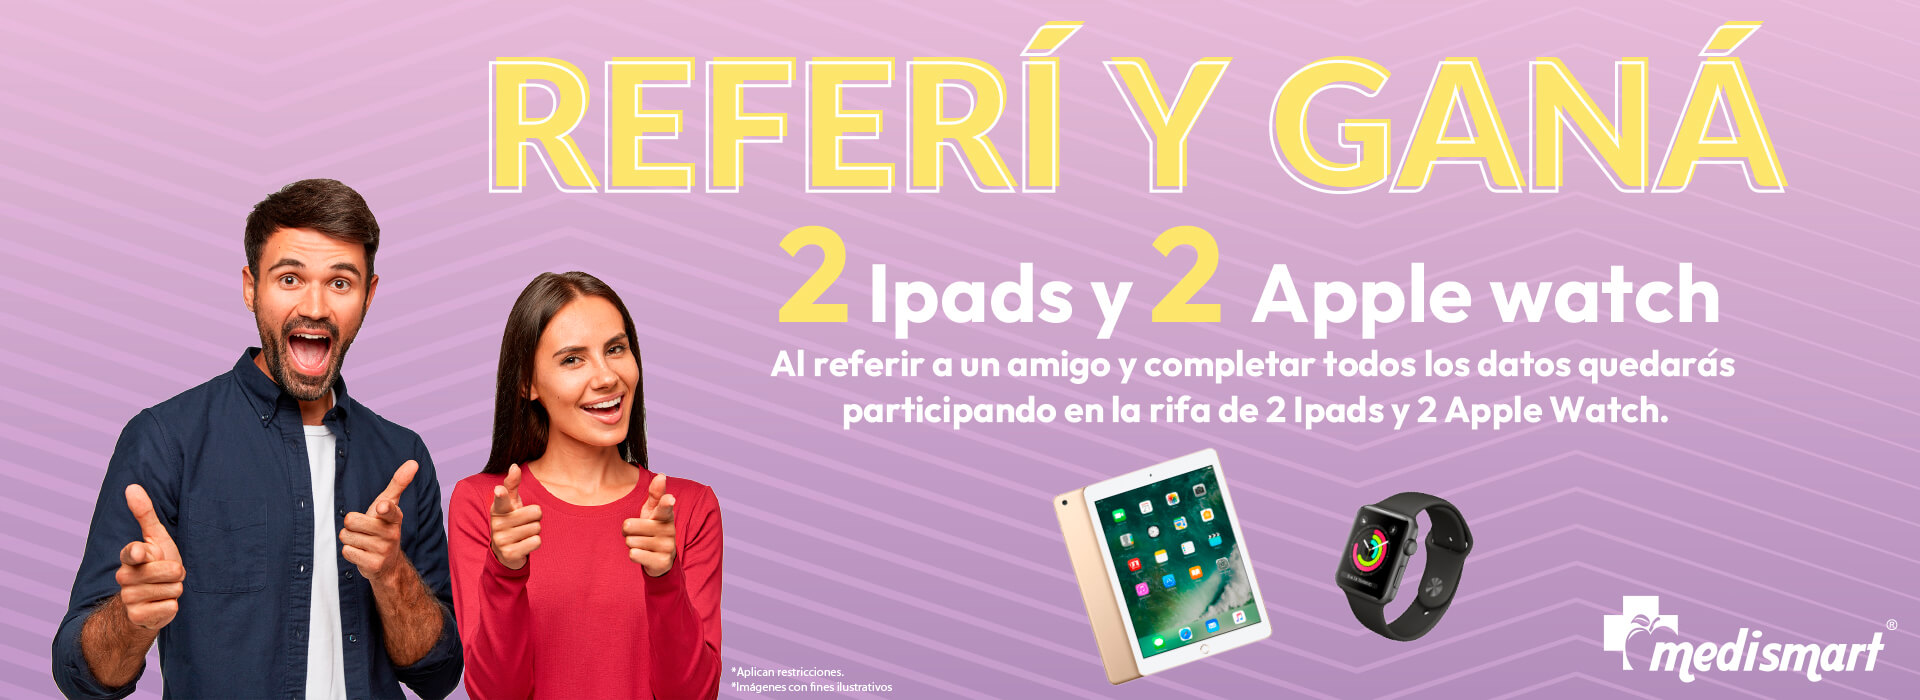 REFERÍ Y GANÁ
2 Ipads y 2 Apple watch
Al referir a un amigo y completar todos los datos quedarás
participando en la rifa de 2 Ipads y 2 Apple Watch.
medismart®
*Aplican restricciones.
*Imágenes con fines ilustrativos